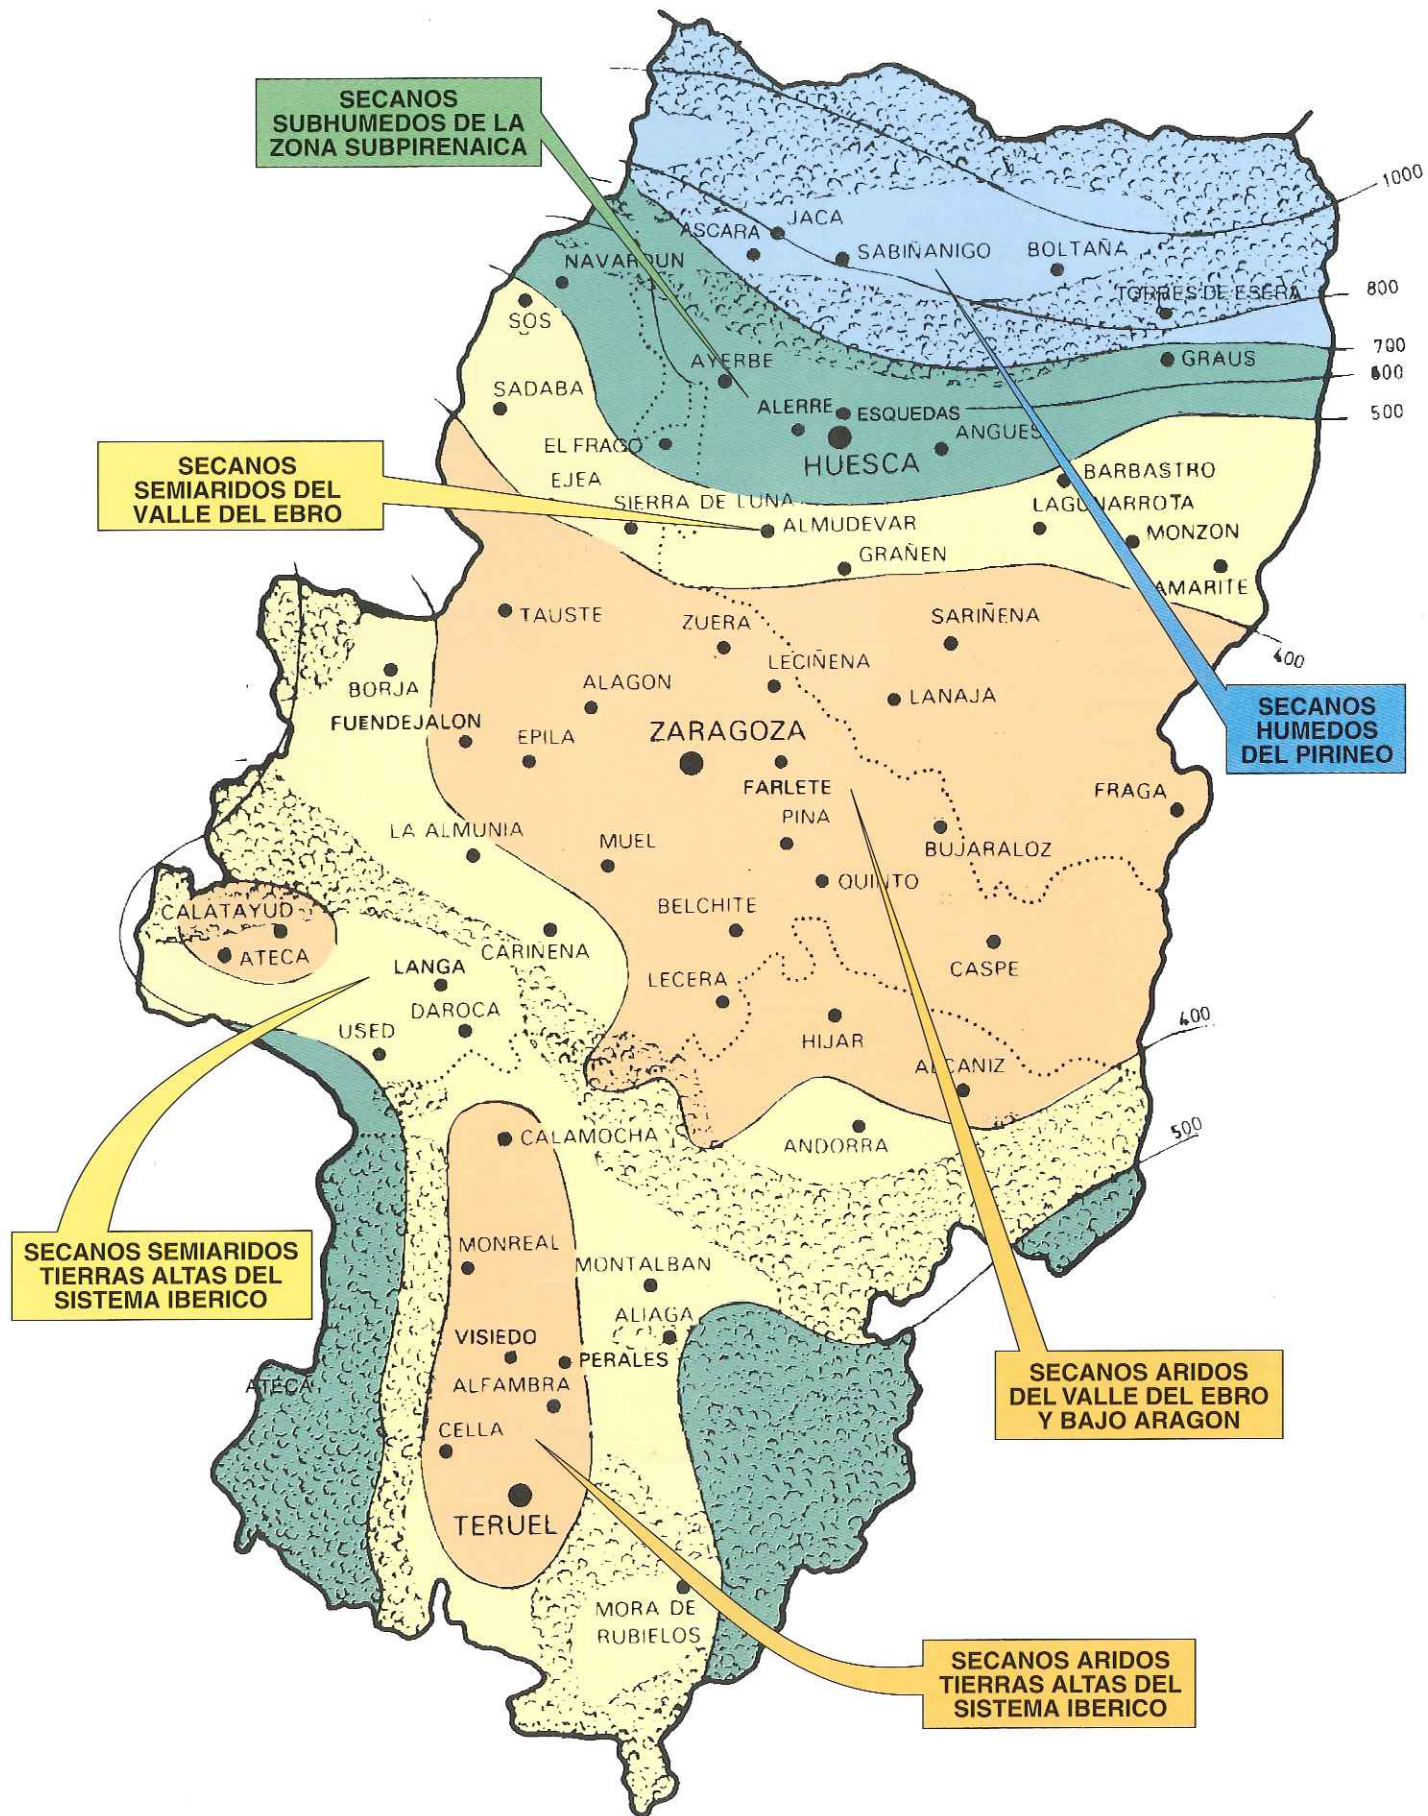 SECANOS
SUBHUMEDOS DE LA
ZONA SUBPIRENAICA
1000
JACA
ASCARA
SABIÑANIGO
BOLTAÑA
NAVARDUN
TORRES DE ESERA
800
SOS
700
GRAUS
AYERBE
600
SADABA
ALERRE
ESQUEDAS
500
ANGUES
EL FRAGO
HUESCA
SECANOS
SEMIARIDOS DEL
VALLE DEL EBRO
EJEA
BARBASTRO
SIERRA DE LUNA
LAGUNARROTA
ALMUDEVAR
MONZON
GRAÑEN
AMARITE
TAUSTE
ZUERA
SARIÑENA
400
LECIÑENA
BORJA
ALAGON
LANAJA
FUENDEJALON
EPILA
ZARAGOZA
SECANOS
HUMEDOS
DEL PIRINEO
FARLETE
FRAGA
PINA
LA ALMUNIA
MUEL
BUJARALOZ
QUINTO
CALATAYUD
BELCHITE
ATECA
CARIÑENA
LANGA
CASPE
LECERA
DAROCA
USED
HIJAR
400
ALCAÑIZ
CALAMOCHA
ANDORRA
500
SECANOS SEMIARIDOS
TIERRAS ALTAS DEL
SISTEMA IBERICO
MONREAL
MONTALBAN
ALIAGA
VISIEDO
PERALES
ATECA
ALFAMBRA
SECANOS ARIDOS
DEL VALLE DEL EBRO
Y BAJO ARAGON
CELLA
TERUEL
MORA DE
RUBIELOS
SECANOS ARIDOS
TIERRAS ALTAS DEL
SISTEMA IBERICO